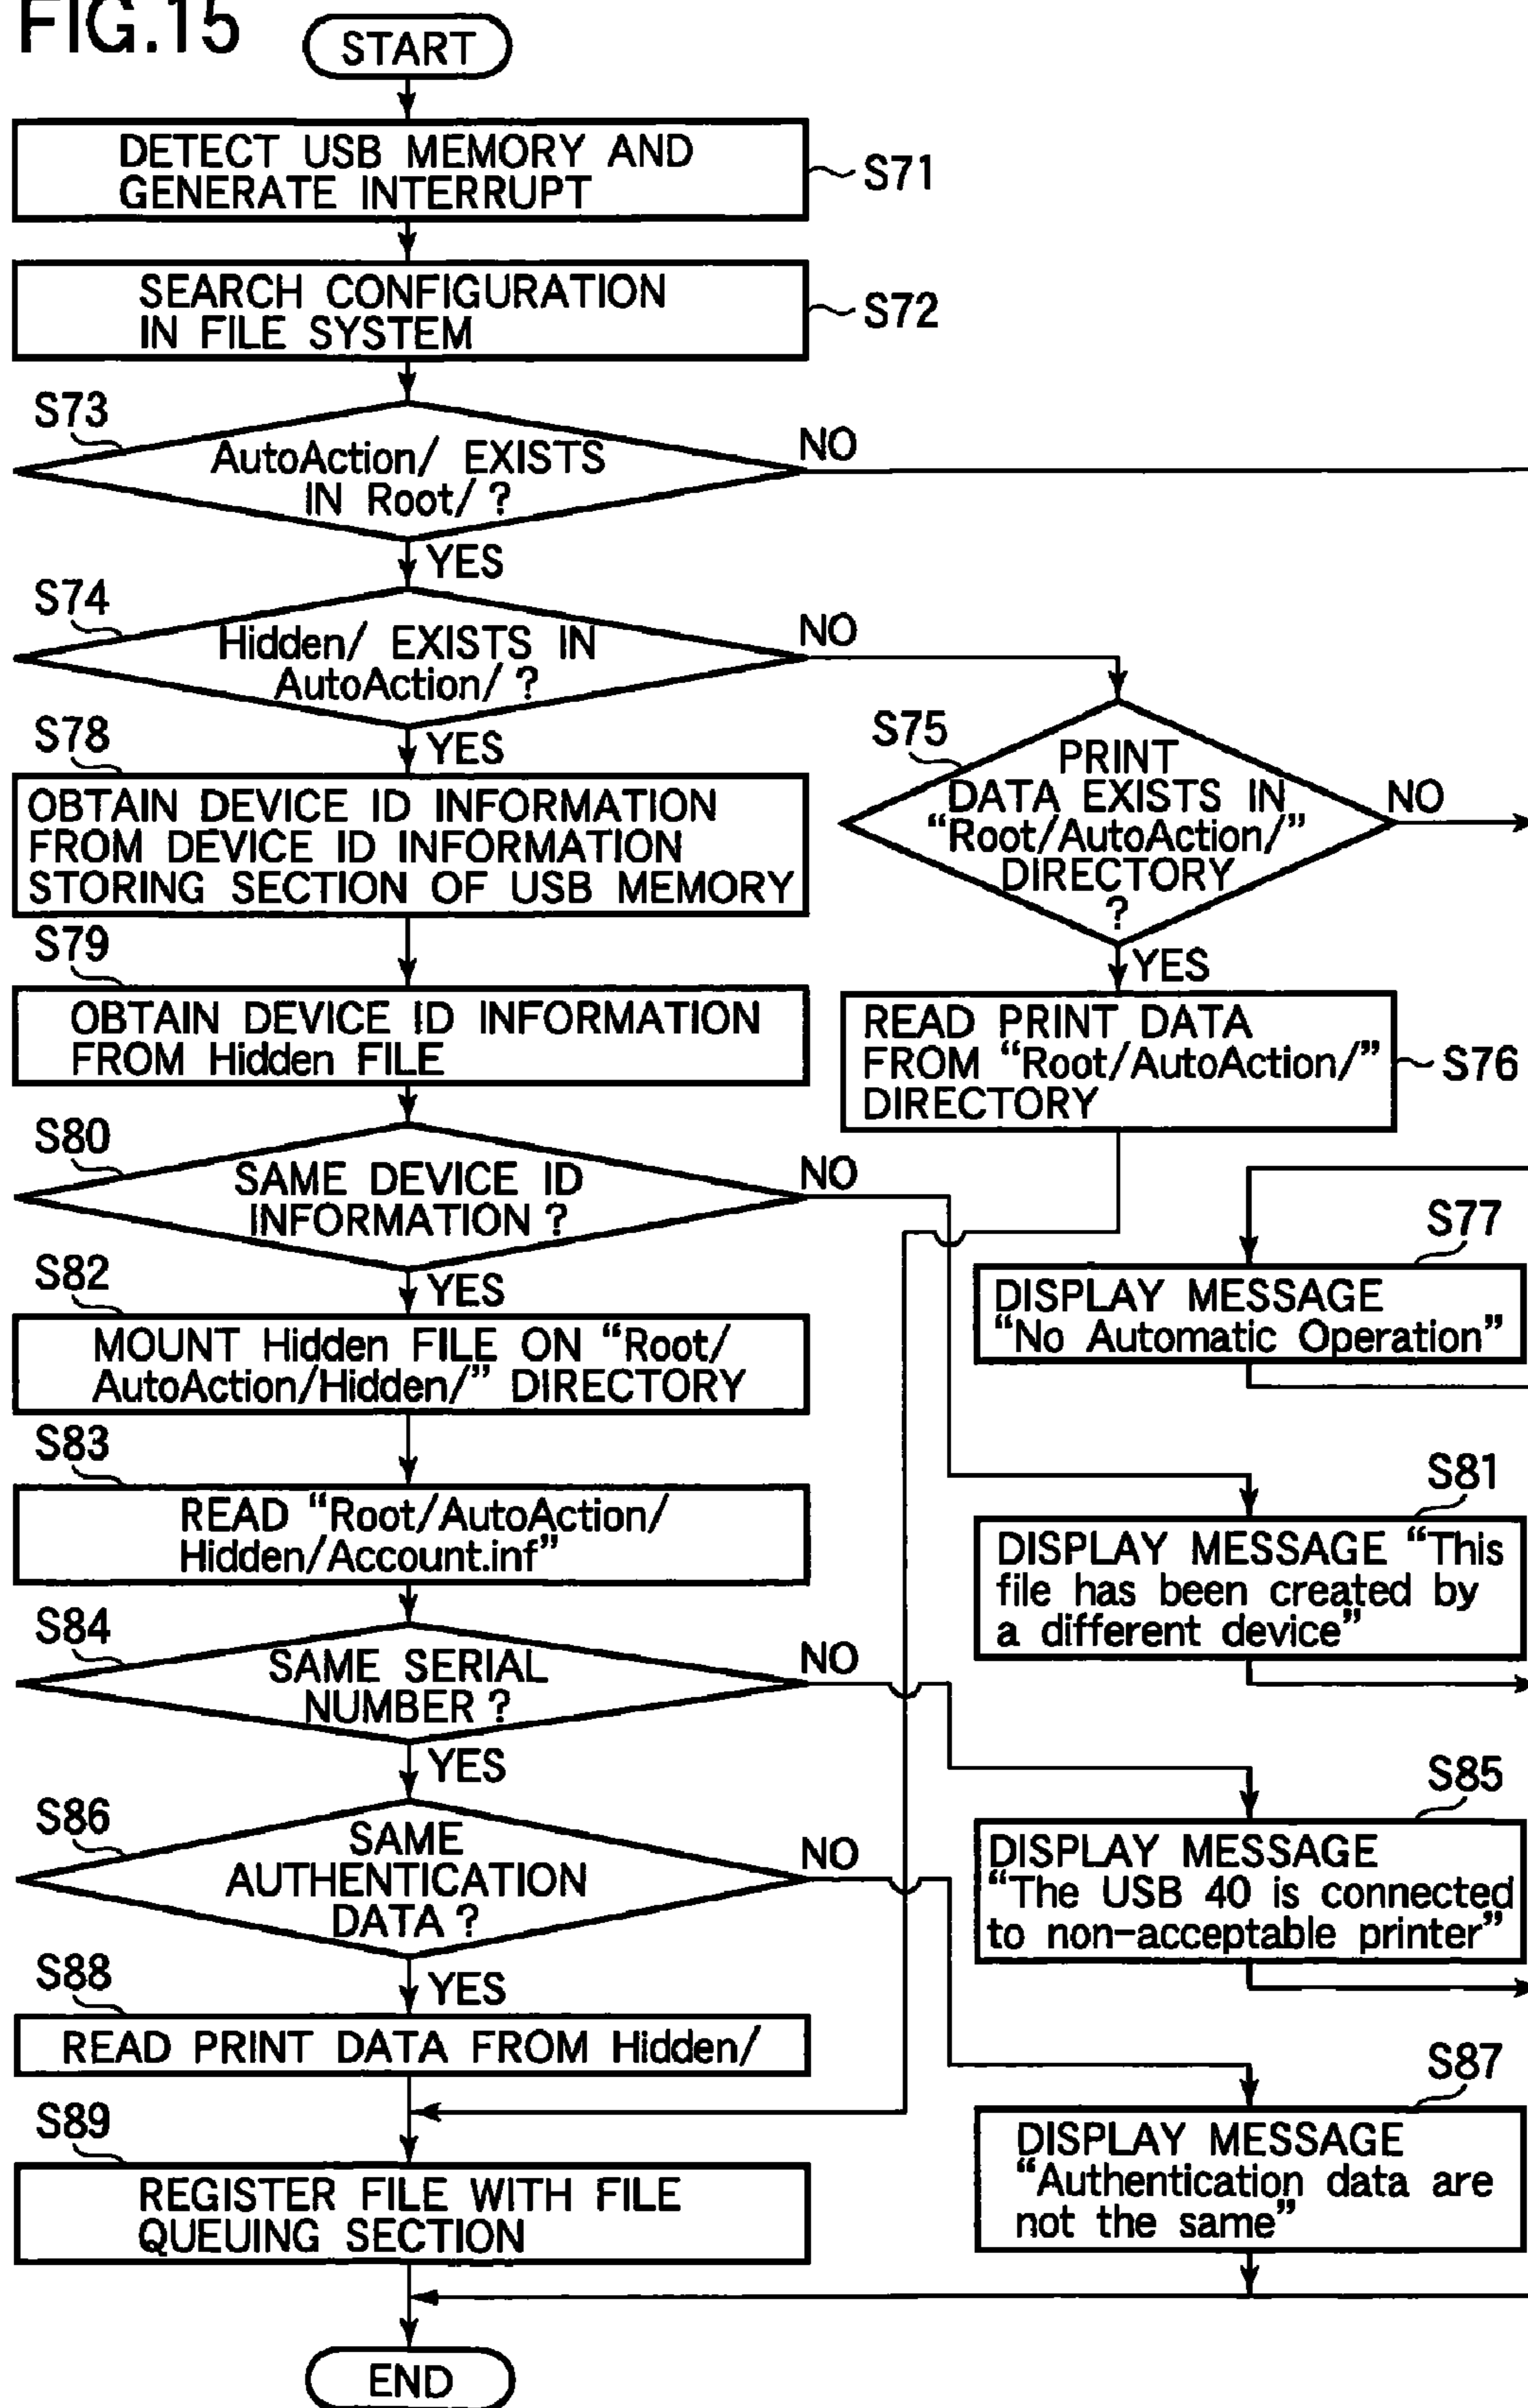 FIG.15
START
DETECT USB MEMORY AND
GENERATE INTERRUPT
S71
SEARCH CONFIGURATION
IN FILE SYSTEM
S72
S73
AutoAction/ EXISTS
IN Root/ ?
NO
YES
S74
Hidden/ EXISTS IN
AutoAction/ ?
NO
YES
S75
PRINT
DATA EXISTS IN
“Root/AutoAction/”
DIRECTORY
?
NO
YES
S76
READ PRINT DATA
FROM “Root/AutoAction/”
DIRECTORY
S77
DISPLAY MESSAGE
“No Automatic Operation”
S78
OBTAIN DEVICE ID INFORMATION
FROM DEVICE ID INFORMATION
STORING SECTION OF USB MEMORY
S79
OBTAIN DEVICE ID INFORMATION
FROM Hidden FILE
S80
SAME DEVICE ID
INFORMATION ?
NO
YES
S81
DISPLAY MESSAGE “This
file has been created by
a different device”
S82
MOUNT Hidden FILE ON “Root/
AutoAction/Hidden/” DIRECTORY
S83
READ “Root/AutoAction/
Hidden/Account.inf”
S84
SAME SERIAL
NUMBER ?
NO
YES
S85
DISPLAY MESSAGE
“The USB 40 is connected
to non-acceptable printer”
S86
SAME
AUTHENTICATION
DATA ?
NO
YES
S87
DISPLAY MESSAGE
“Authentication data are
not the same”
S88
READ PRINT DATA FROM Hidden/
S89
REGISTER FILE WITH FILE
QUEUING SECTION
END